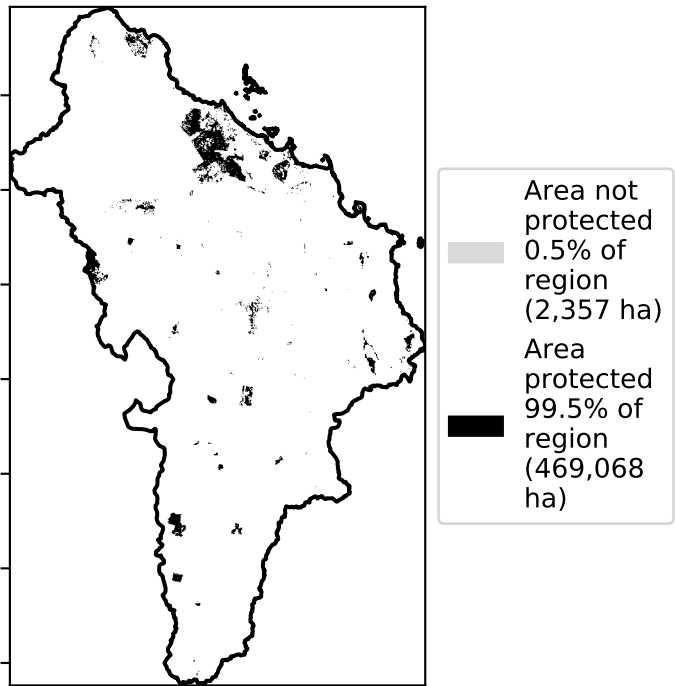 Area not
protected
0.5% of
region
(2,357 ha)
Area
protected
99.5% of
region
(469,068
ha)